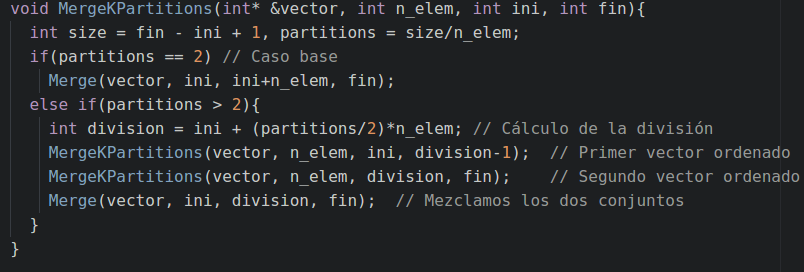 void MergeKPartitions(int* &vector, int n_elem, int ini, int fin){
  int size = fin - ini + 1, partitions = size/n_elem;
  if(partitions == 2) // Caso base
    Merge(vector, ini, ini+n_elem, fin);
  else if(partitions > 2){
    int division = ini + (partitions/2)*n_elem; // Cálculo de la división
    MergeKPartitions(vector, n_elem, ini, division-1);  // Primer vector ordenado
    MergeKPartitions(vector, n_elem, division, fin);    // Segundo vector ordenado
    Merge(vector, ini, division, fin);  // Mezclamos los dos conjuntos
  }
}